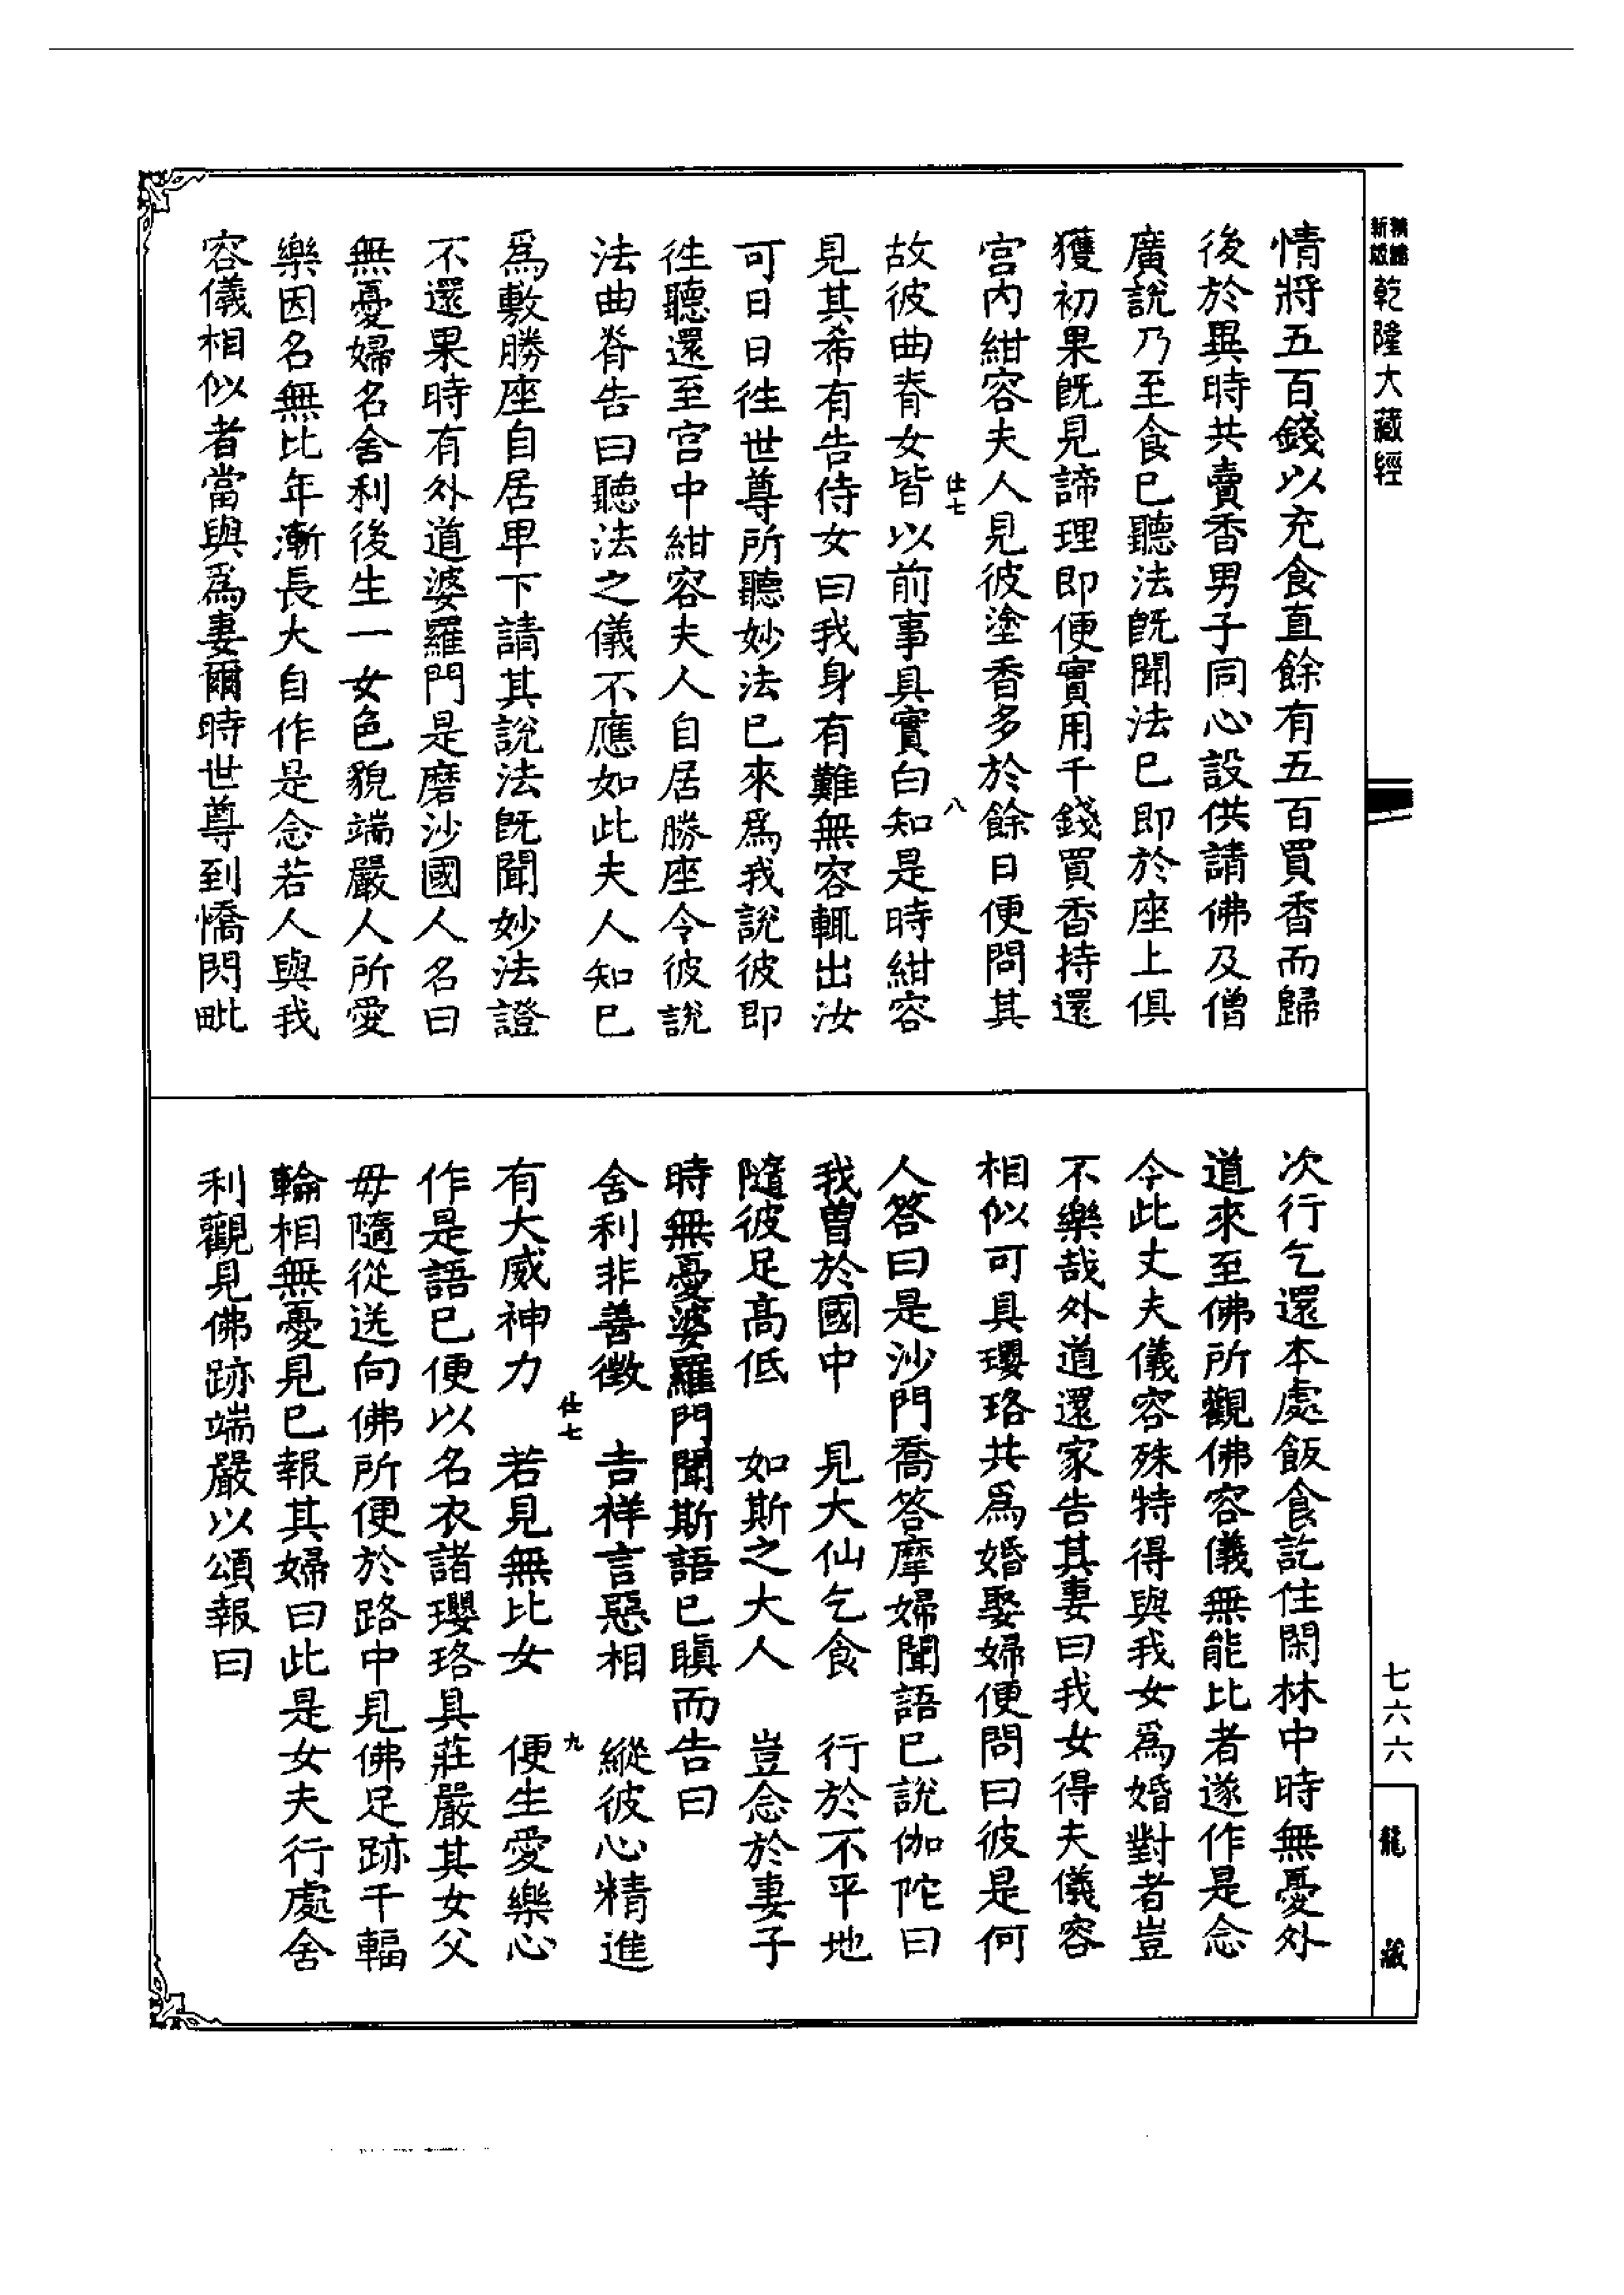 乾隆大藏經
情將五百錢以充食直餘有五百買香而歸
後於異時共賣香男子同心設供請佛及僧
廣說乃至食已聽法既聞法已即於座上俱
獲初果既見諦理即便實用千錢買香持還
宮內紺容夫人見彼塗香多於餘日便問其
仕七
八
故彼曲脊女皆以前事具實白知是時紺容
見其希有告侍女曰我身有難無容輒出汝
可日日往世尊所聽妙法已來爲我說彼即
徃聽還至宮中紺容夫人自居勝座令彼說
法曲脊告曰聽法之儀不應如此夫人知已
爲敷勝座自居卑下請其說法既聞妙法證
不還果時有外道婆羅門是磨沙國人名曰
無憂婦名舍利後生一女色貌端嚴人所愛
樂因名無比年漸長大自作是念若人與我
容儀相似者當與爲妻爾時世尊到憍閃毗
次行乞還本處飯食訖住閑林中時無憂外
道來至佛所觀佛容儀無能比者遂作是念
今此丈夫儀容殊特得與我女爲婚對者豈
不樂哉外道還家告其妻曰我女得夫儀容
相似可具瓔珞共爲婚娶婦便問曰彼是何
人答曰是沙門喬答摩婦聞語已說伽陀曰
我曾於國中　見大仙乞食　行於不平地
隨彼足高低　如斯之大人　豈念於妻子
時無憂婆羅門聞斯語已瞋而告曰
舍利非善徵　吉祥言惡相　縱彼心精進
仕七
九
有大威神力　若見無比女　便生愛樂心
作是語已便以名衣諸瓔珞具莊嚴其女父
毋隨從送向佛所便於路中見佛足跡千輻
輪相無憂見已報其婦曰此是女夫行處舍
利觀見佛跡端嚴以頌報曰
七六六
龍藏